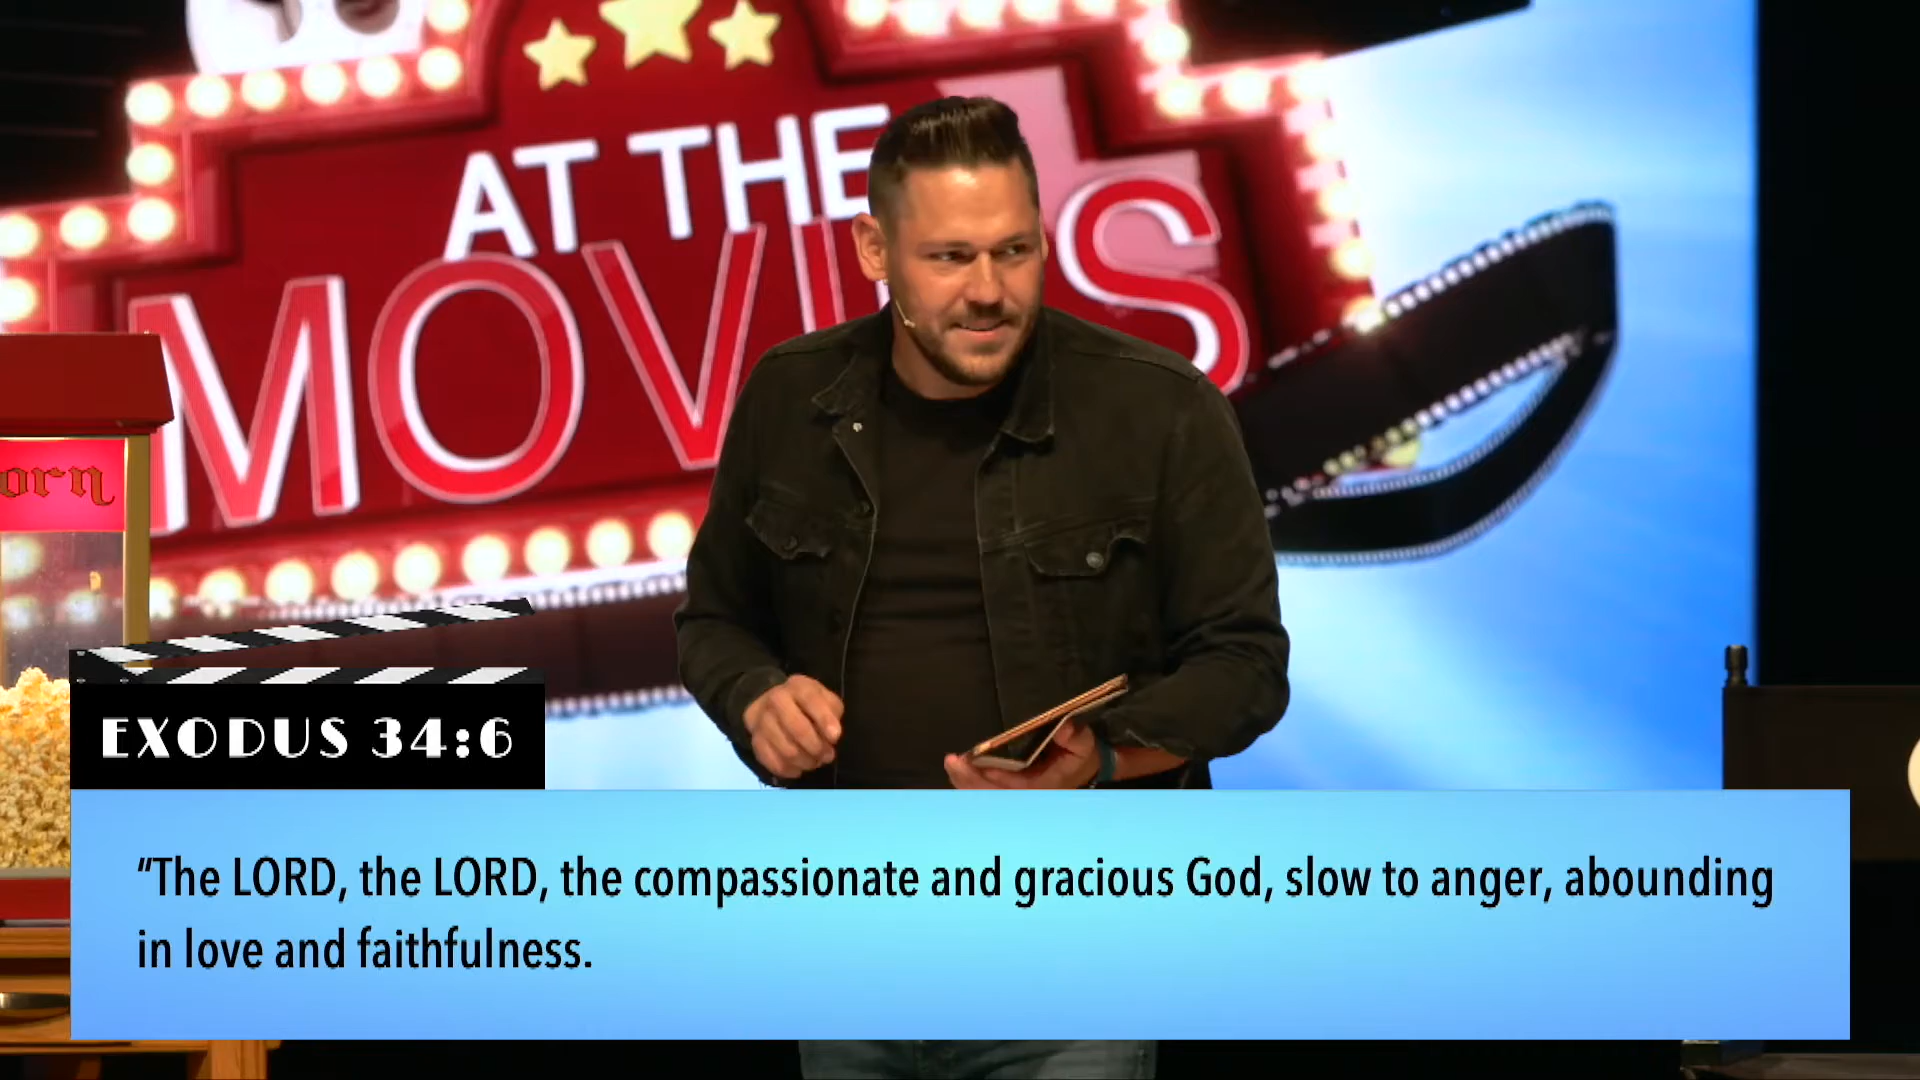 AT THE
MOVIES
orn
EXODUS 34:6
“The LORD, the LORD, the compassionate and gracious God, slow to anger, abounding
in love and faithfulness.